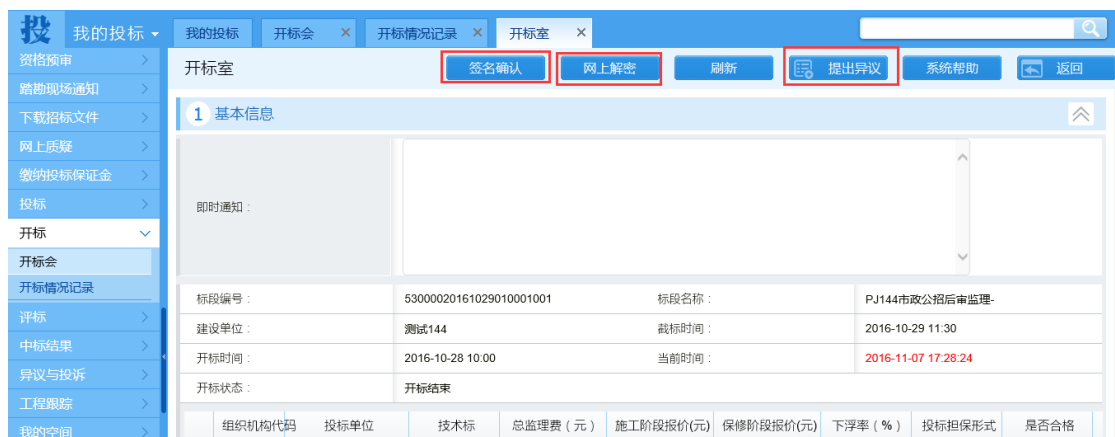 投 我的投标 我的投标 开标会 × 开标情况记录 × 开标室 ×
资格预审
开标室 签名确认 网上解密 刷新 提出异议 系统帮助 返回
踏勘现场通知
下载招标文件
1 基本信息
网上质疑
缴纳投标保证金
投标
即时通知：
开标
开标会
开标情况记录
标段编号： 53000020161029010001001 标段名称： PJ144市政公招后审监理-
评标
建设单位： 测试144 截标时间： 2016-10-29 11:30
中标结果
开标时间： 2016-10-28 10:00 当前时间： 2016-11-07 17:28:24
异议与投诉
开标状态： 开标结束
工程跟踪
我的空间
组织机构代码 投标单位 技术标 总监理费（元） 施工阶段报价(元) 保修阶段报价(元) 下浮率（%） 投标担保形式 是否合格